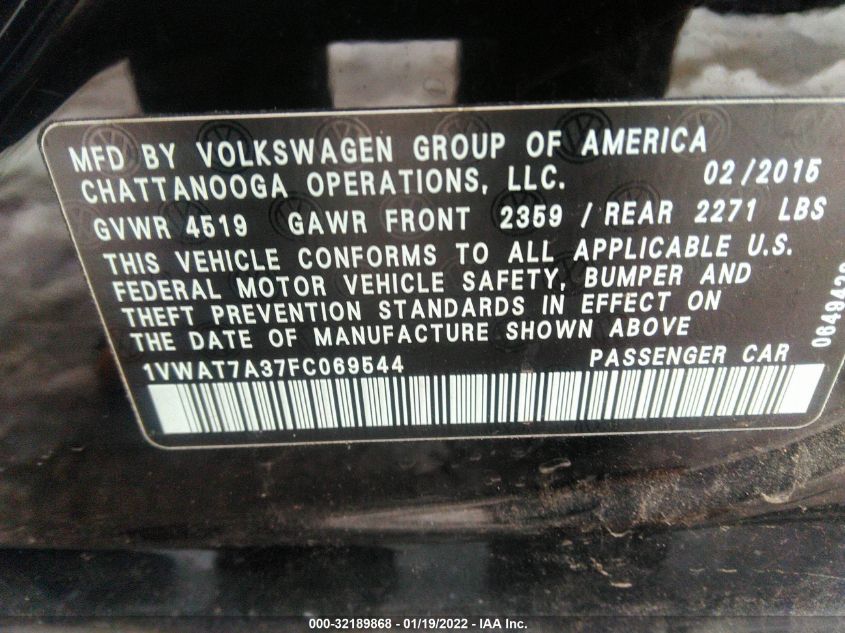 MFD BY VOLKSWAGEN GROUP OF AMERICA
CHATTANOOGA OPERATIONS, LLC. 02/2015
GVWR 4519 GAWR FRONT 2359 / REAR 2271 LBS
THIS VEHICLE CONFORMS TO ALL APPLICABLE U.S.
FEDERAL MOTOR VEHICLE SAFETY, BUMPER AND
THEFT PREVENTION STANDARDS IN EFFECT ON
THE DATE OF MANUFACTURE SHOWN ABOVE
1VWAT7A37FC069544 PASSENGER CAR
000-32189868 - 01/19/2022 - IAA Inc.